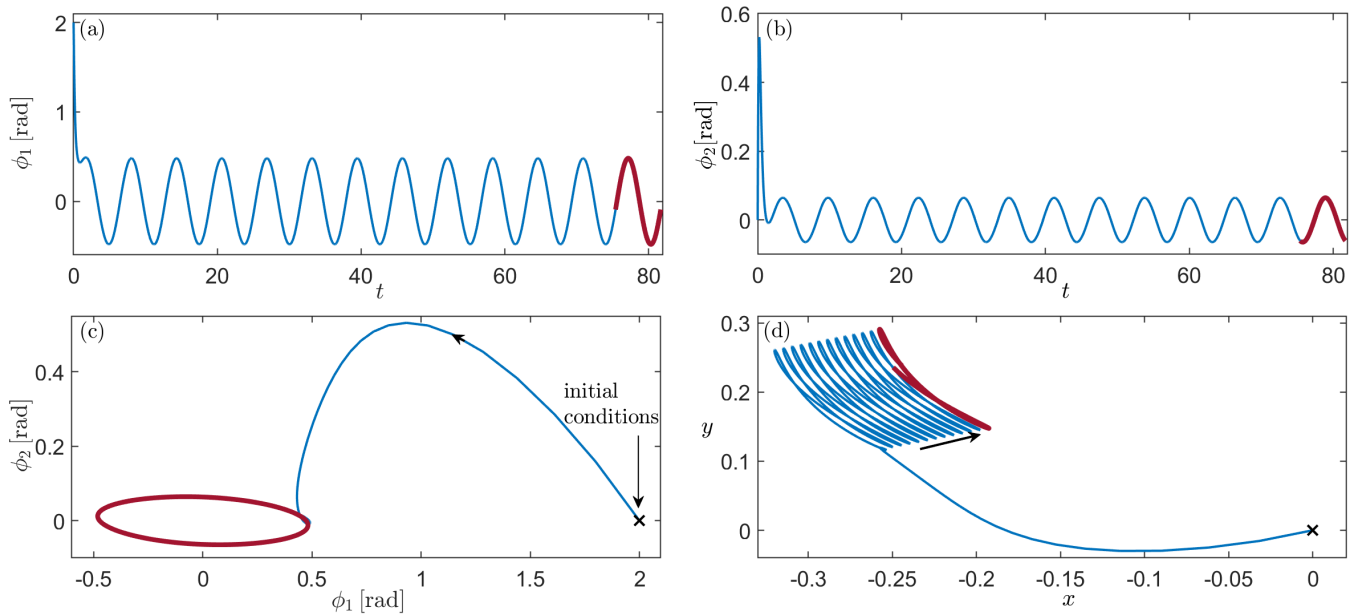 (a)
2
1
0
ϕ₁ [rad]
0 20 40 60 80
t
(b)
0.6
0.4
0.2
0
ϕ₂[rad]
0 20 40 60 80
t
(c)
0.4
0.2
0
ϕ₂ [rad]
initial
conditions
-0.5 0 0.5 1 1.5 2
ϕ₁ [rad]
(d)
0.3
0.2
0.1
0
y
-0.3 -0.25 -0.2 -0.15 -0.1 -0.05 0
x